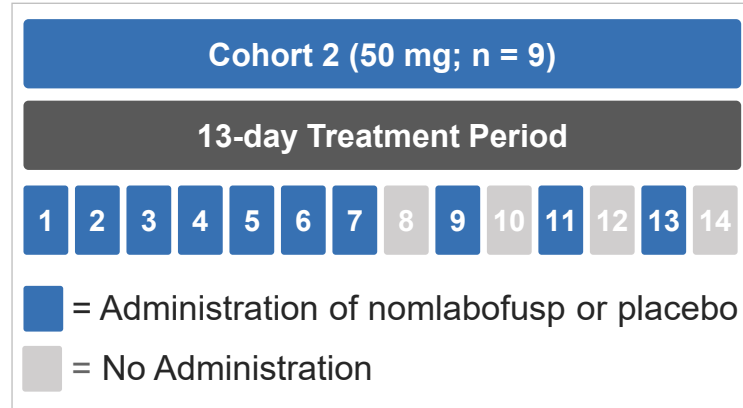 Cohort 2 (50 mg; n = 9)
13-day Treatment Period
1 2 3 4 5 6 7 8 9 10 11 12 13 14
= Administration of nomlabofusp or placebo
= No Administration